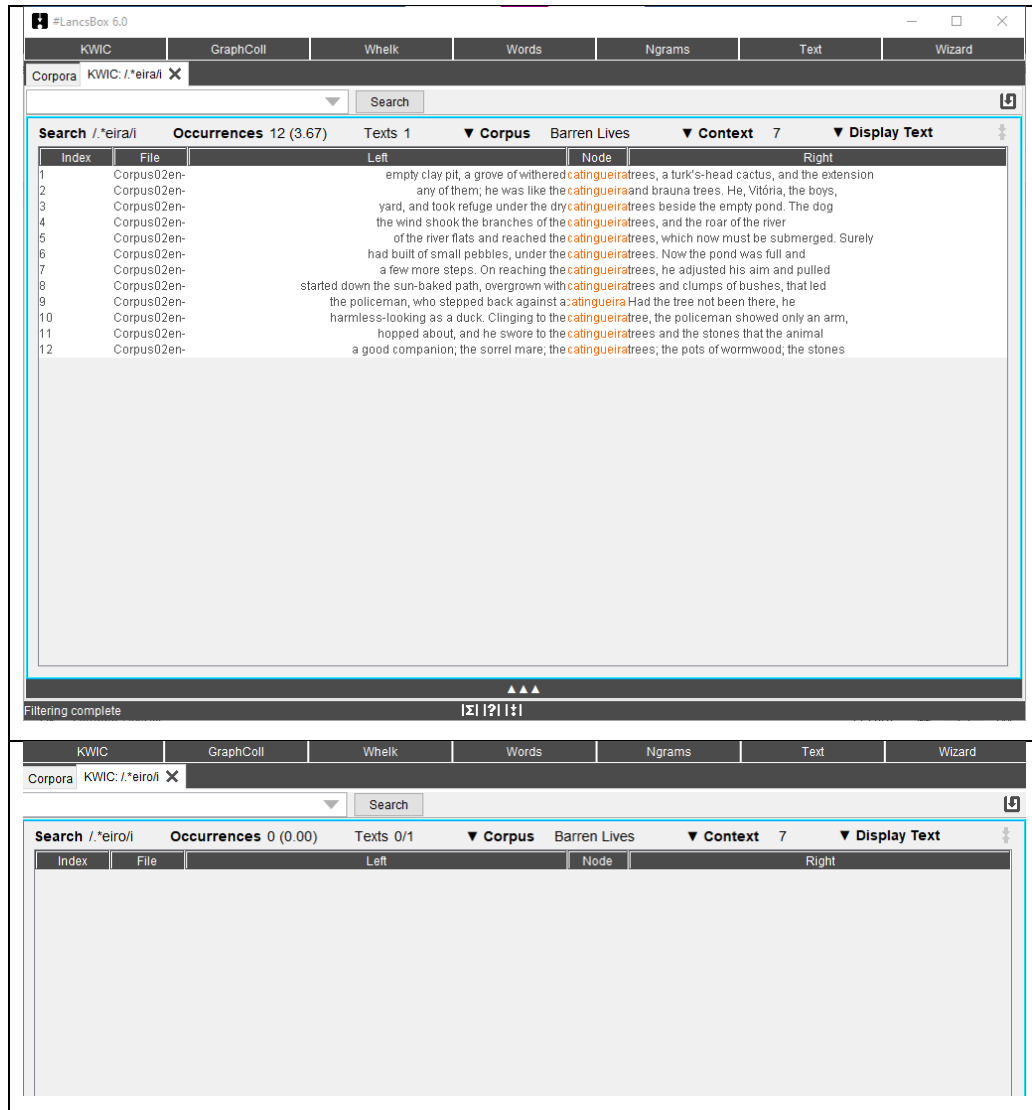 #LancsBox 6.0
KWIC GraphColl Whelk Words Ngrams Text Wizard
Corpora KWIC: /.*eira/i
Search
Search /.*eira/i Occurrences 12 (3.67) Texts 1 ▼ Corpus Barren Lives ▼ Context 7 ▼ Display Text
Index File Left Node Right
1 Corpus02en- empty clay pit, a grove of withered catingueira trees, a turk's-head cactus, and the extension
2 Corpus02en- any of them; he was like the catingueira and brauna trees. He, Vitória, the boys,
3 Corpus02en- yard, and took refuge under the dry catingueira trees beside the empty pond. The dog
4 Corpus02en- the wind shook the branches of the catingueira trees, and the roar of the river
5 Corpus02en- of the river flats and reached the catingueira trees, which now must be submerged. Surely
6 Corpus02en- had built of small pebbles, under the catingueira trees. Now the pond was full and
7 Corpus02en- a few more steps. On reaching the catingueira trees, he adjusted his aim and pulled
8 Corpus02en- started down the sun-baked path, overgrown with catingueira trees and clumps of bushes, that led
9 Corpus02en- the policeman, who stepped back against a catingueira Had the tree not been there, he
10 Corpus02en- harmless-looking as a duck. Clinging to the catingueira tree, the policeman showed only an arm,
11 Corpus02en- hopped about, and he swore to the catingueira trees and the stones that the animal
12 Corpus02en- a good companion; the sorrel mare; the catingueira trees; the pots of wormwood; the stones
▲▲▲
Filtering complete |Σ| |?| |‡|
KWIC GraphColl Whelk Words Ngrams Text Wizard
Corpora KWIC: /.*eiro/i
Search
Search /.*eiro/i Occurrences 0 (0.00) Texts 0/1 ▼ Corpus Barren Lives ▼ Context 7 ▼ Display Text
Index File Left Node Right